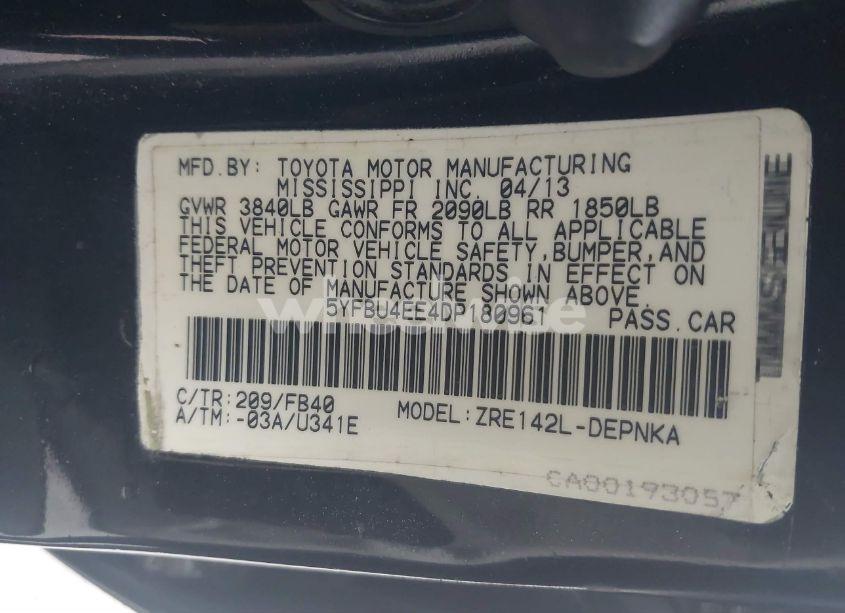 MFD.BY: TOYOTA MOTOR MANUFACTURING
MISSISSIPPI INC. 04/13
GVWR 3840LB GAWR FR 2090LB RR 1850LB
THIS VEHICLE CONFORMS TO ALL APPLICABLE
FEDERAL MOTOR VEHICLE SAFETY, BUMPER, AND
THEFT PREVENTION STANDARDS IN EFFECT ON
THE DATE OF MANUFACTURE SHOWN ABOVE.
5YFBU4EE4DP180961 PASS.CAR
C/TR:209/FB40
A/TM:-03A/U341E MODEL:ZRE142L-DEPNKA
CA00193057